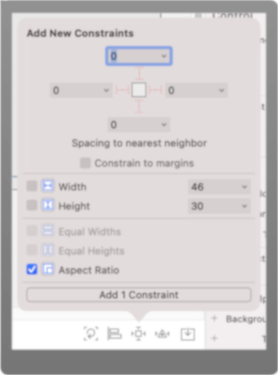 Add New Constraints
0
0 0
0
Spacing to nearest neighbor
Constrain to margins
Width 46
Height 30
Equal Widths
Equal Heights
Aspect Ratio
Add 1 Constraint
+ Backgrou
+